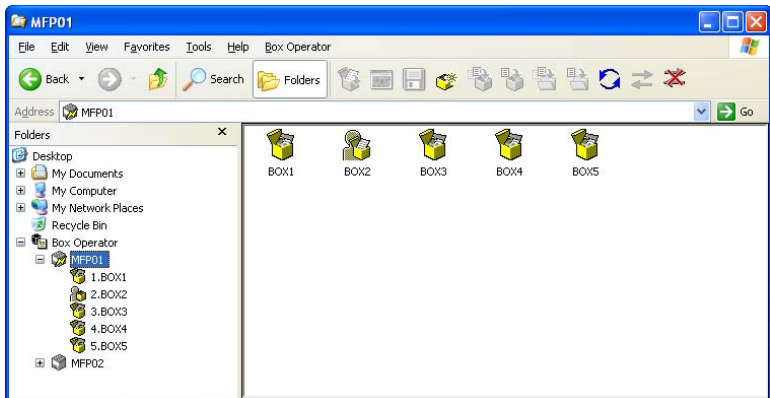 MFP01
File Edit View Favorites Tools Help Box Operator
Back Search Folders
Address MFP01 Go
Folders x
Desktop
My Documents
My Computer
My Network Places
Recycle Bin
Box Operator
MFP01
1.BOX1
2.BOX2
3.BOX3
4.BOX4
5.BOX5
MFP02
BOX1 BOX2 BOX3 BOX4 BOX5